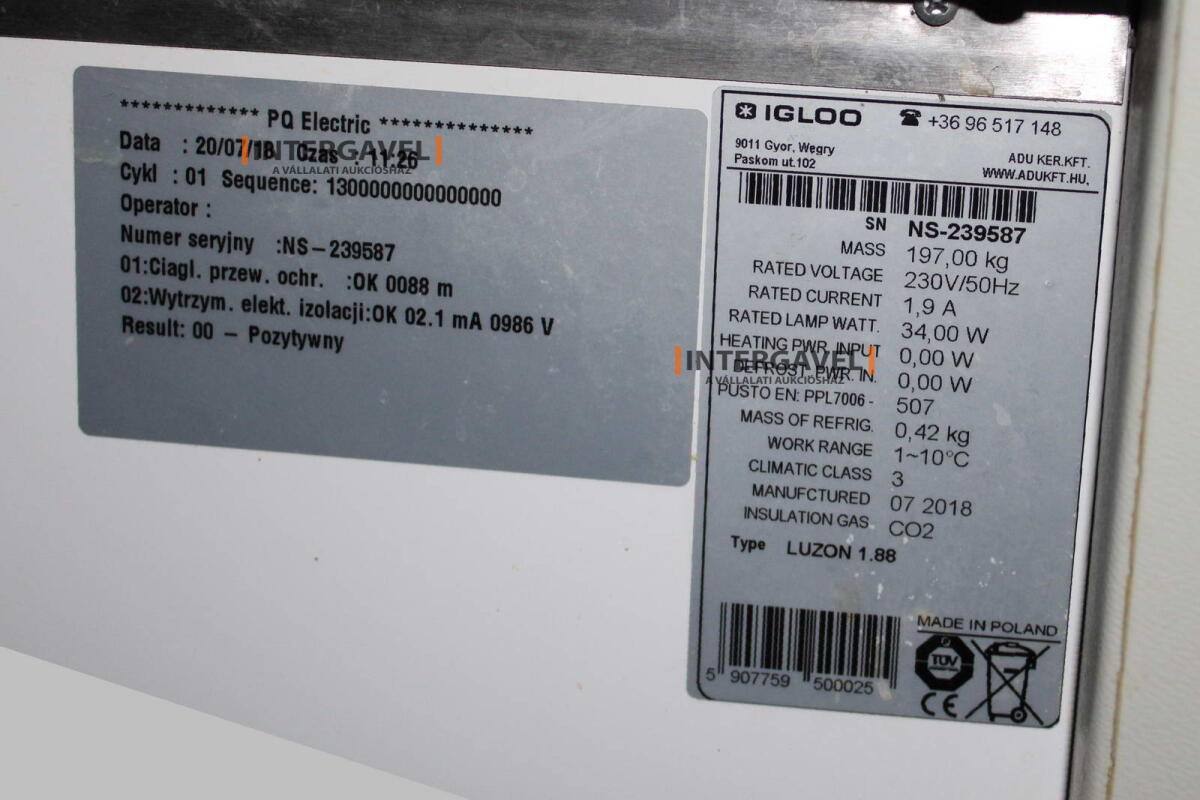 ************* PQ Electric **************
Data : 20/07/18 Czas : 11:26
Cykl : 01 Sequence: 1300000000000000
Operator :
Numer seryjny :NS-239587
01:Ciagl. przew. ochr. :OK 0088 m
02:Wytrzym. elekt. izolacji:OK 02.1 mA 0986 V
Result: 00 - Pozytywny
INTERGAVEL
A VÁLLALATI AUKCIÓSHÁZ
IGLOO +36 96 517 148
9011 Gyor, Węgry
Paskom ut.102
ADU KER.KFT.
WWW.ADUKFT.HU,
SN NS-239587
MASS 197,00 kg
RATED VOLTAGE 230V/50Hz
RATED CURRENT 1,9 A
RATED LAMP WATT. 34,00 W
HEATING PWR. INPUT 0,00 W
DEFROST. PWR. IN. 0,00 W
PUSTO EN: PPL7006 - 507
MASS OF REFRIG. 0,42 kg
WORK RANGE 1~10°C
CLIMATIC CLASS 3
MANUFCTURED 07 2018
INSULATION GAS CO2
Type LUZON 1.88
INTERGAVEL
A VÁLLALATI AUKCIÓSHÁZ
5 907759 500025
MADE IN POLAND
TÜV
CE